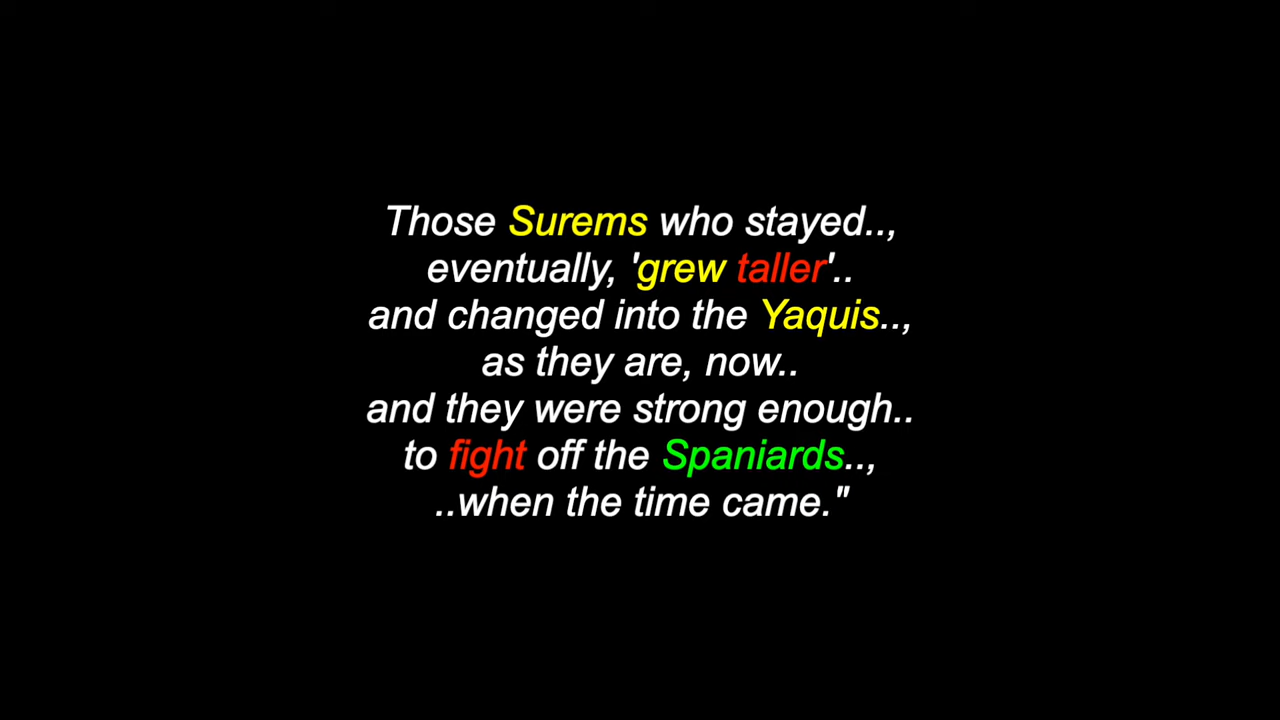 Those Surems who stayed..,
eventually, 'grew taller'..
and changed into the Yaquis..,
as they are, now..
and they were strong enough..
to fight off the Spaniards..,
..when the time came."